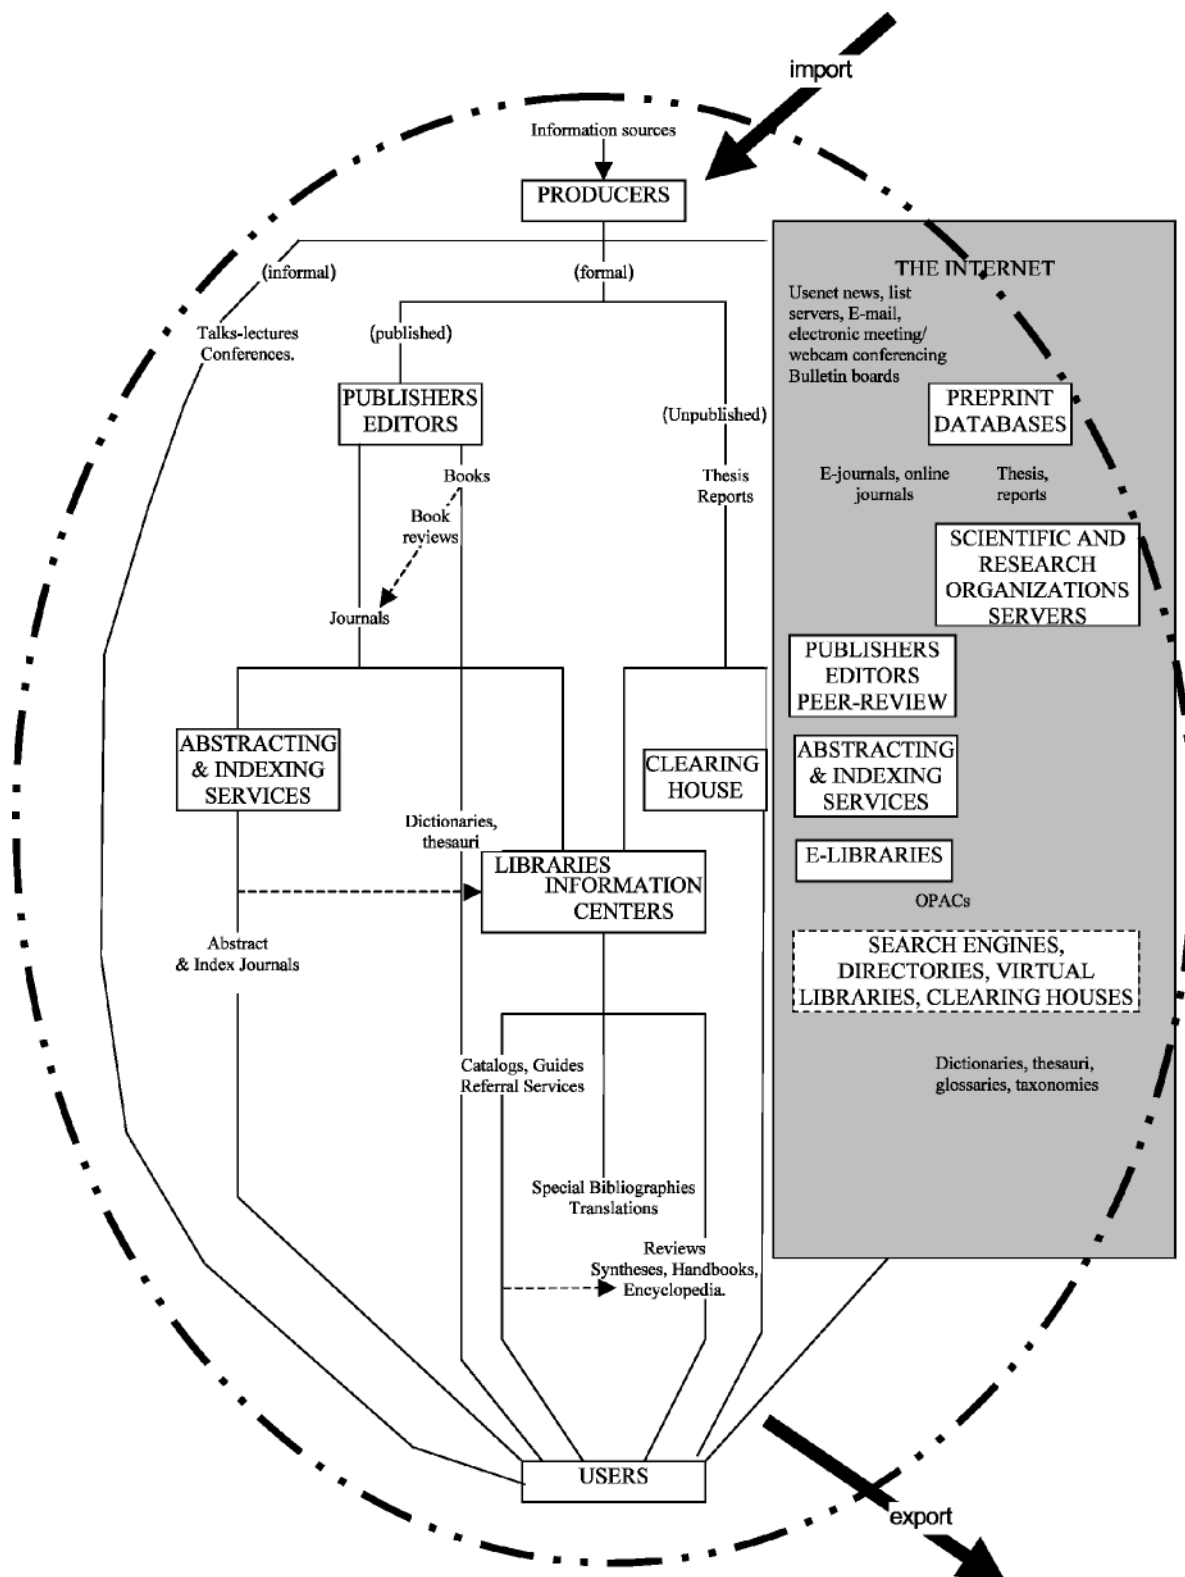 import
Information sources
PRODUCERS
(informal)
(formal)
THE INTERNET
Usenet news, list
servers, E-mail,
electronic meeting/
webcam conferencing
Bulletin boards
Talks-lectures
Conferences.
(published)
PUBLISHERS
EDITORS
(Unpublished)
PREPRINT
DATABASES
Books
Thesis
Reports
E-journals, online
journals
Thesis,
reports
Book
reviews
SCIENTIFIC AND
RESEARCH
ORGANIZATIONS
SERVERS
Journals
PUBLISHERS
EDITORS
PEER-REVIEW
ABSTRACTING
& INDEXING
SERVICES
CLEARING
HOUSE
ABSTRACTING
& INDEXING
SERVICES
Dictionaries,
thesauri
LIBRARIES
INFORMATION
CENTERS
E-LIBRARIES
OPACs
Abstract
& Index Journals
SEARCH ENGINES,
DIRECTORIES, VIRTUAL
LIBRARIES, CLEARING HOUSES
Catalogs, Guides
Referral Services
Dictionaries, thesauri,
glossaries, taxonomies
Special Bibliographies
Translations
Reviews
Syntheses, Handbooks,
Encyclopedia.
USERS
export